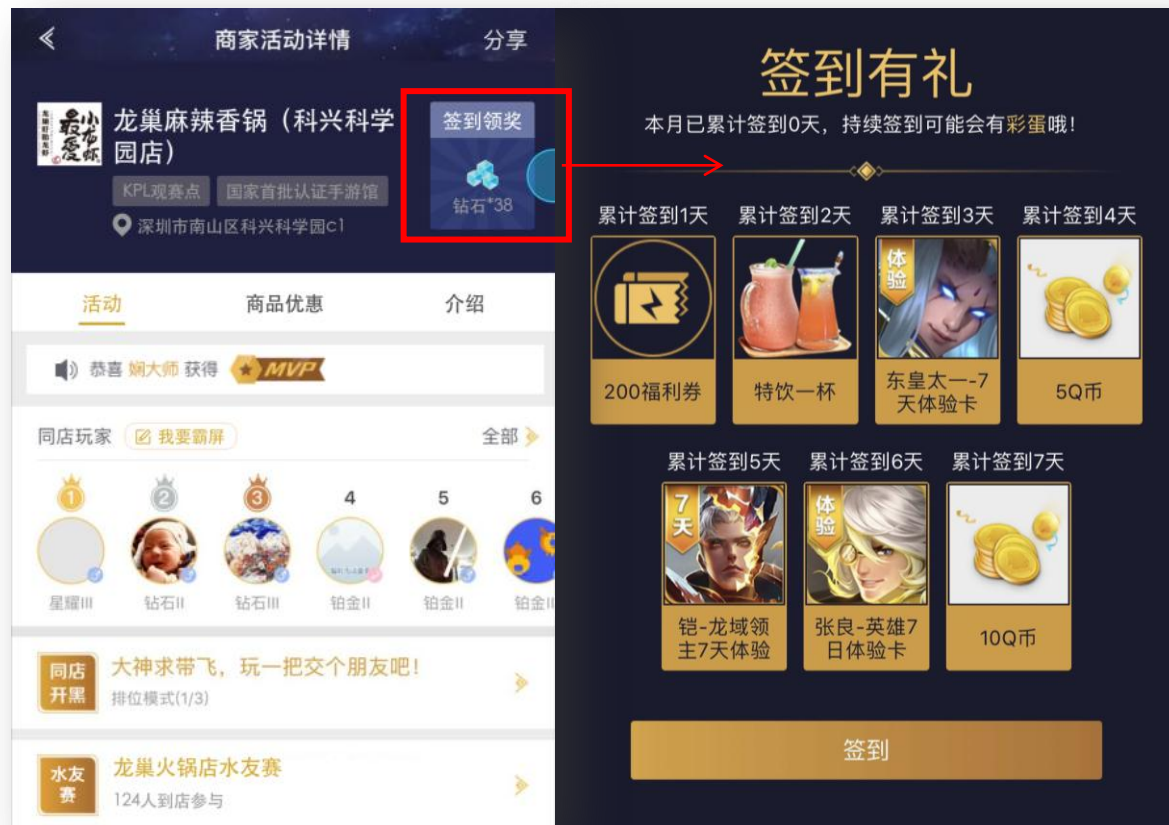 商家活动详情
分享
最爱
小龙虾
龙巢麻辣香锅（科兴科学
园店）
KPL观赛点
国家首批认证手游馆
深圳市南山区科兴科学园c1
签到领奖
钻石*38
活动
商品优惠
介绍
恭喜 娴大师 获得 MVP
同店玩家
我要霸屏
全部
1
2
3
4
5
6
星耀III
钻石II
钻石III
铂金II
铂金II
铂金II
同店
开黑
大神求带飞，玩一把交个朋友吧！
排位模式(1/3)
水友
赛
龙巢火锅店水友赛
124人到店参与
签到有礼
本月已累计签到0天，持续签到可能会有彩蛋哦！
累计签到1天
累计签到2天
累计签到3天
累计签到4天
体验
200福利券
特饮一杯
东皇太一-7
天体验卡
5Q币
累计签到5天
累计签到6天
累计签到7天
7天
体验
铠-龙域领
主7天体验
张良-英雄7
日体验卡
10Q币
签到